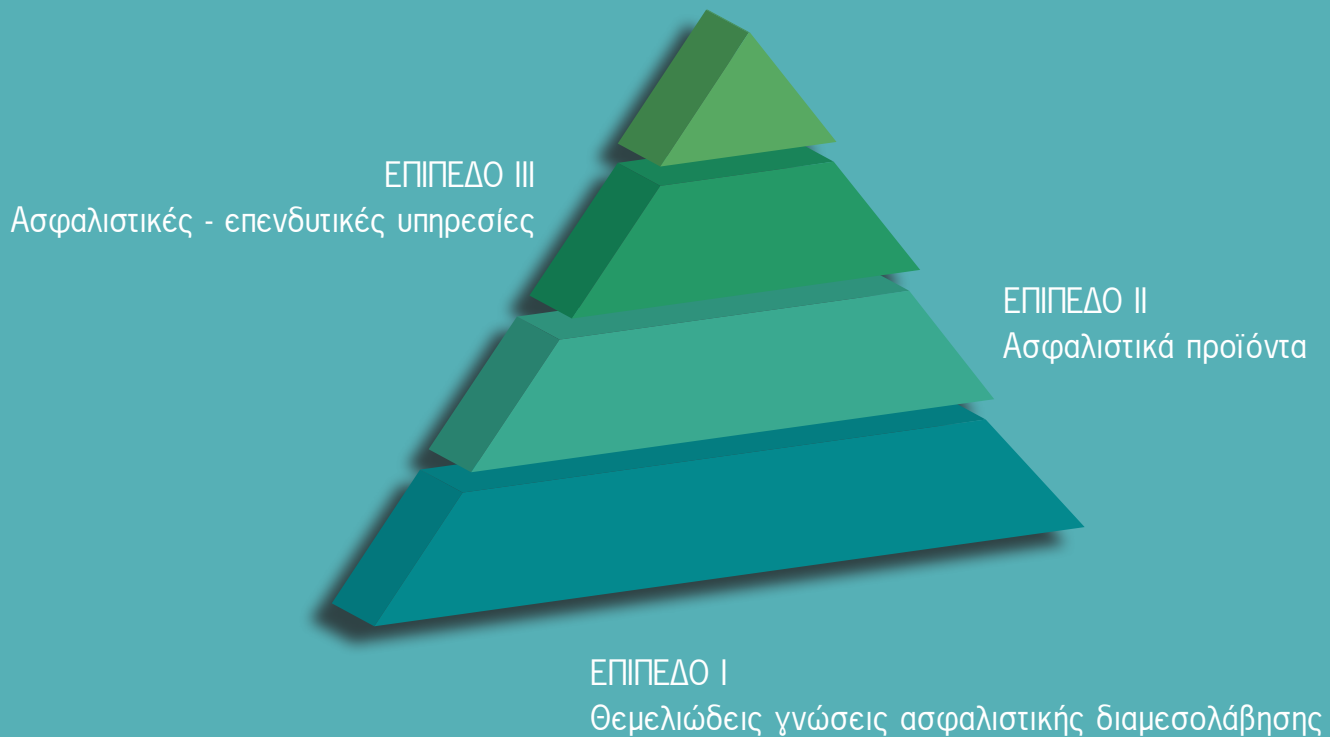 ΕΠΙΠΕΔΟ III
Ασφαλιστικές - επενδυτικές υπηρεσίες
ΕΠΙΠΕΔΟ II
Ασφαλιστικά προϊόντα
ΕΠΙΠΕΔΟ I
Θεμελιώδεις γνώσεις ασφαλιστικής διαμεσολάβησης